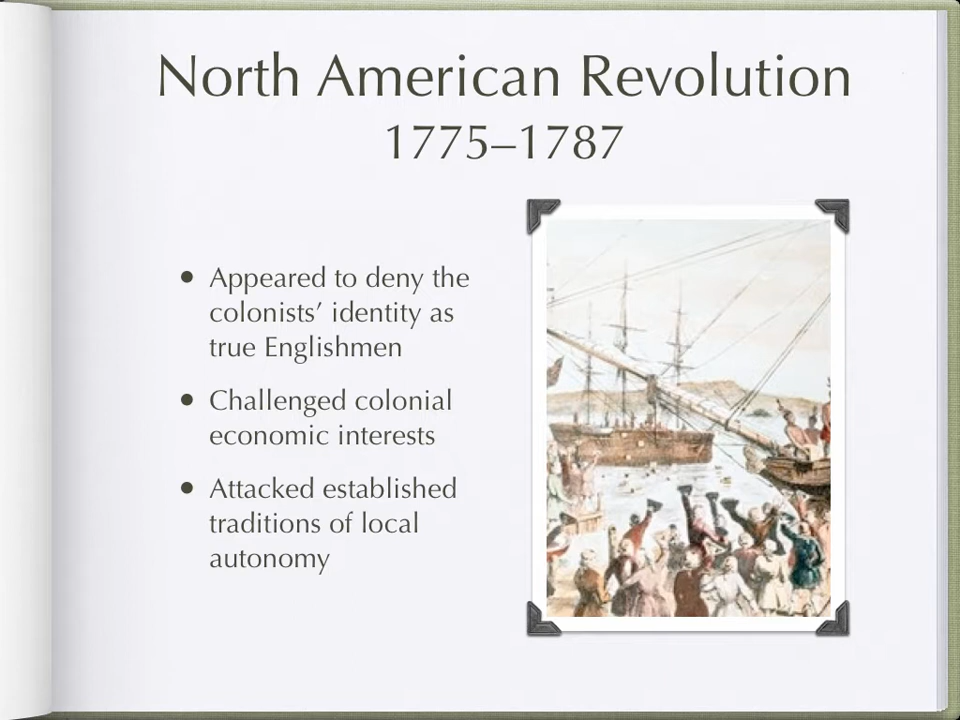 North American Revolution
1775–1787
• Appeared to deny the
colonists’ identity as
true Englishmen
• Challenged colonial
economic interests
• Attacked established
traditions of local
autonomy